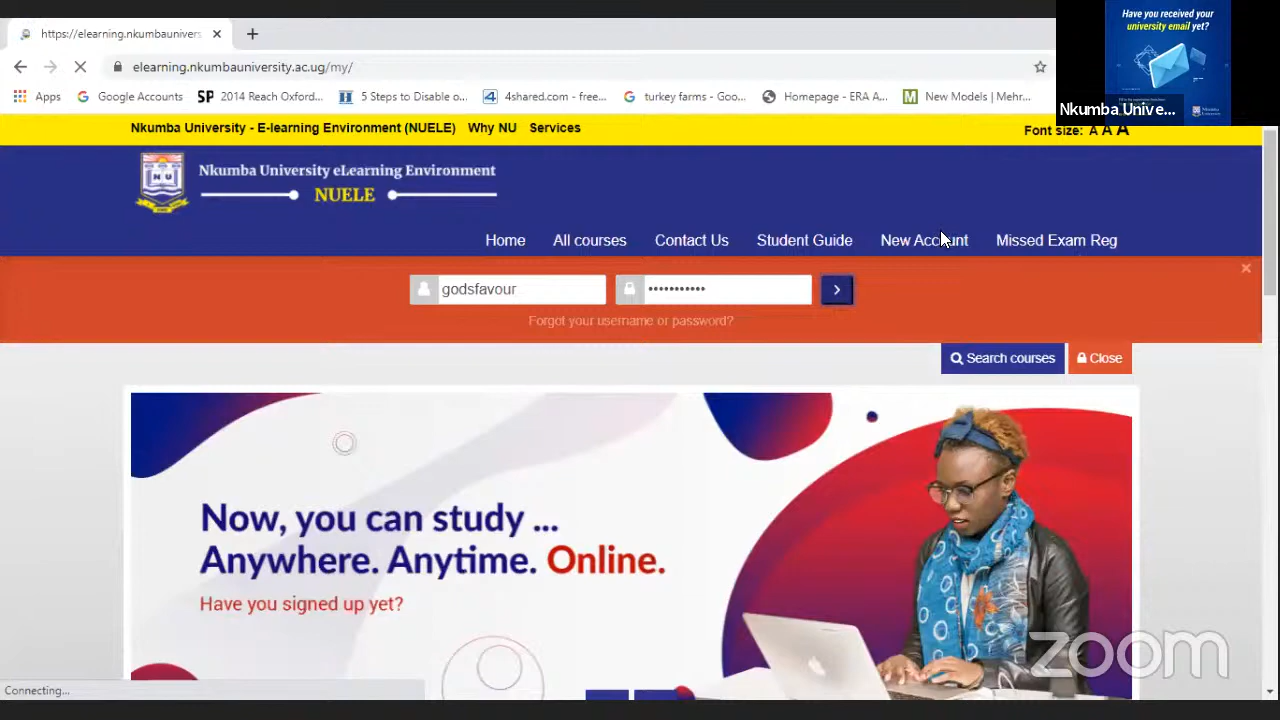 https://elearning.nkumbaunivers
Have you received your
university email yet?
elearning.nkumbauniversity.ac.ug/my/
Apps
Google Accounts
SP 2014 Reach Oxford...
5 Steps to Disable o...
4shared.com - free...
turkey farms - Goo...
Homepage - ERA A...
New Models | Mehr...
Nkumba Unive...
Nkumba University - E-learning Environment (NUELE)
Why NU
Services
Font size: A A A
NU
Nkumba University eLearning Environment
NUELE
Home
All courses
Contact Us
Student Guide
New Account
Missed Exam Reg
godsfavour
•••••••••••
Forgot your username or password?
Search courses
Close
Now, you can study ...
Anywhere. Anytime. Online.
Have you signed up yet?
zoom
Connecting...